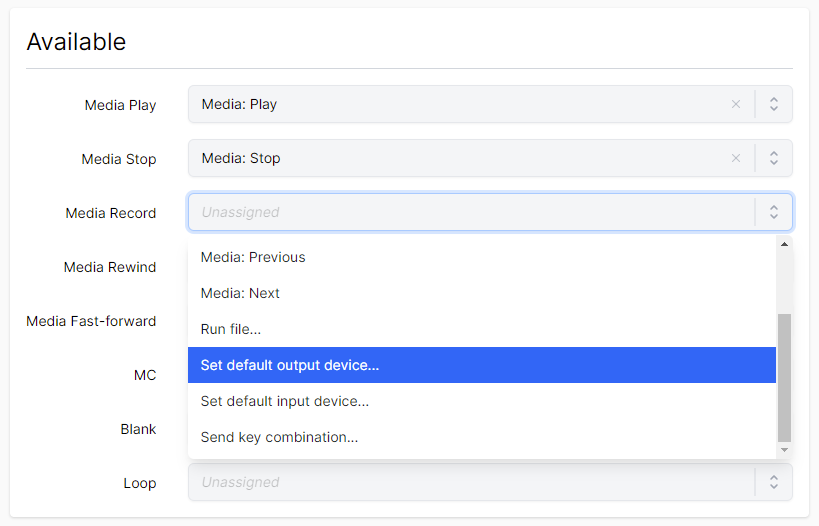 Available
Media Play
Media: Play
Media Stop
Media: Stop
Media Record
Unassigned
Media: Previous
Media Rewind
Media: Next
Media Fast-forward
Run file...
Set default output device...
MC
Set default input device...
Blank
Send key combination...
Loop
Unassigned